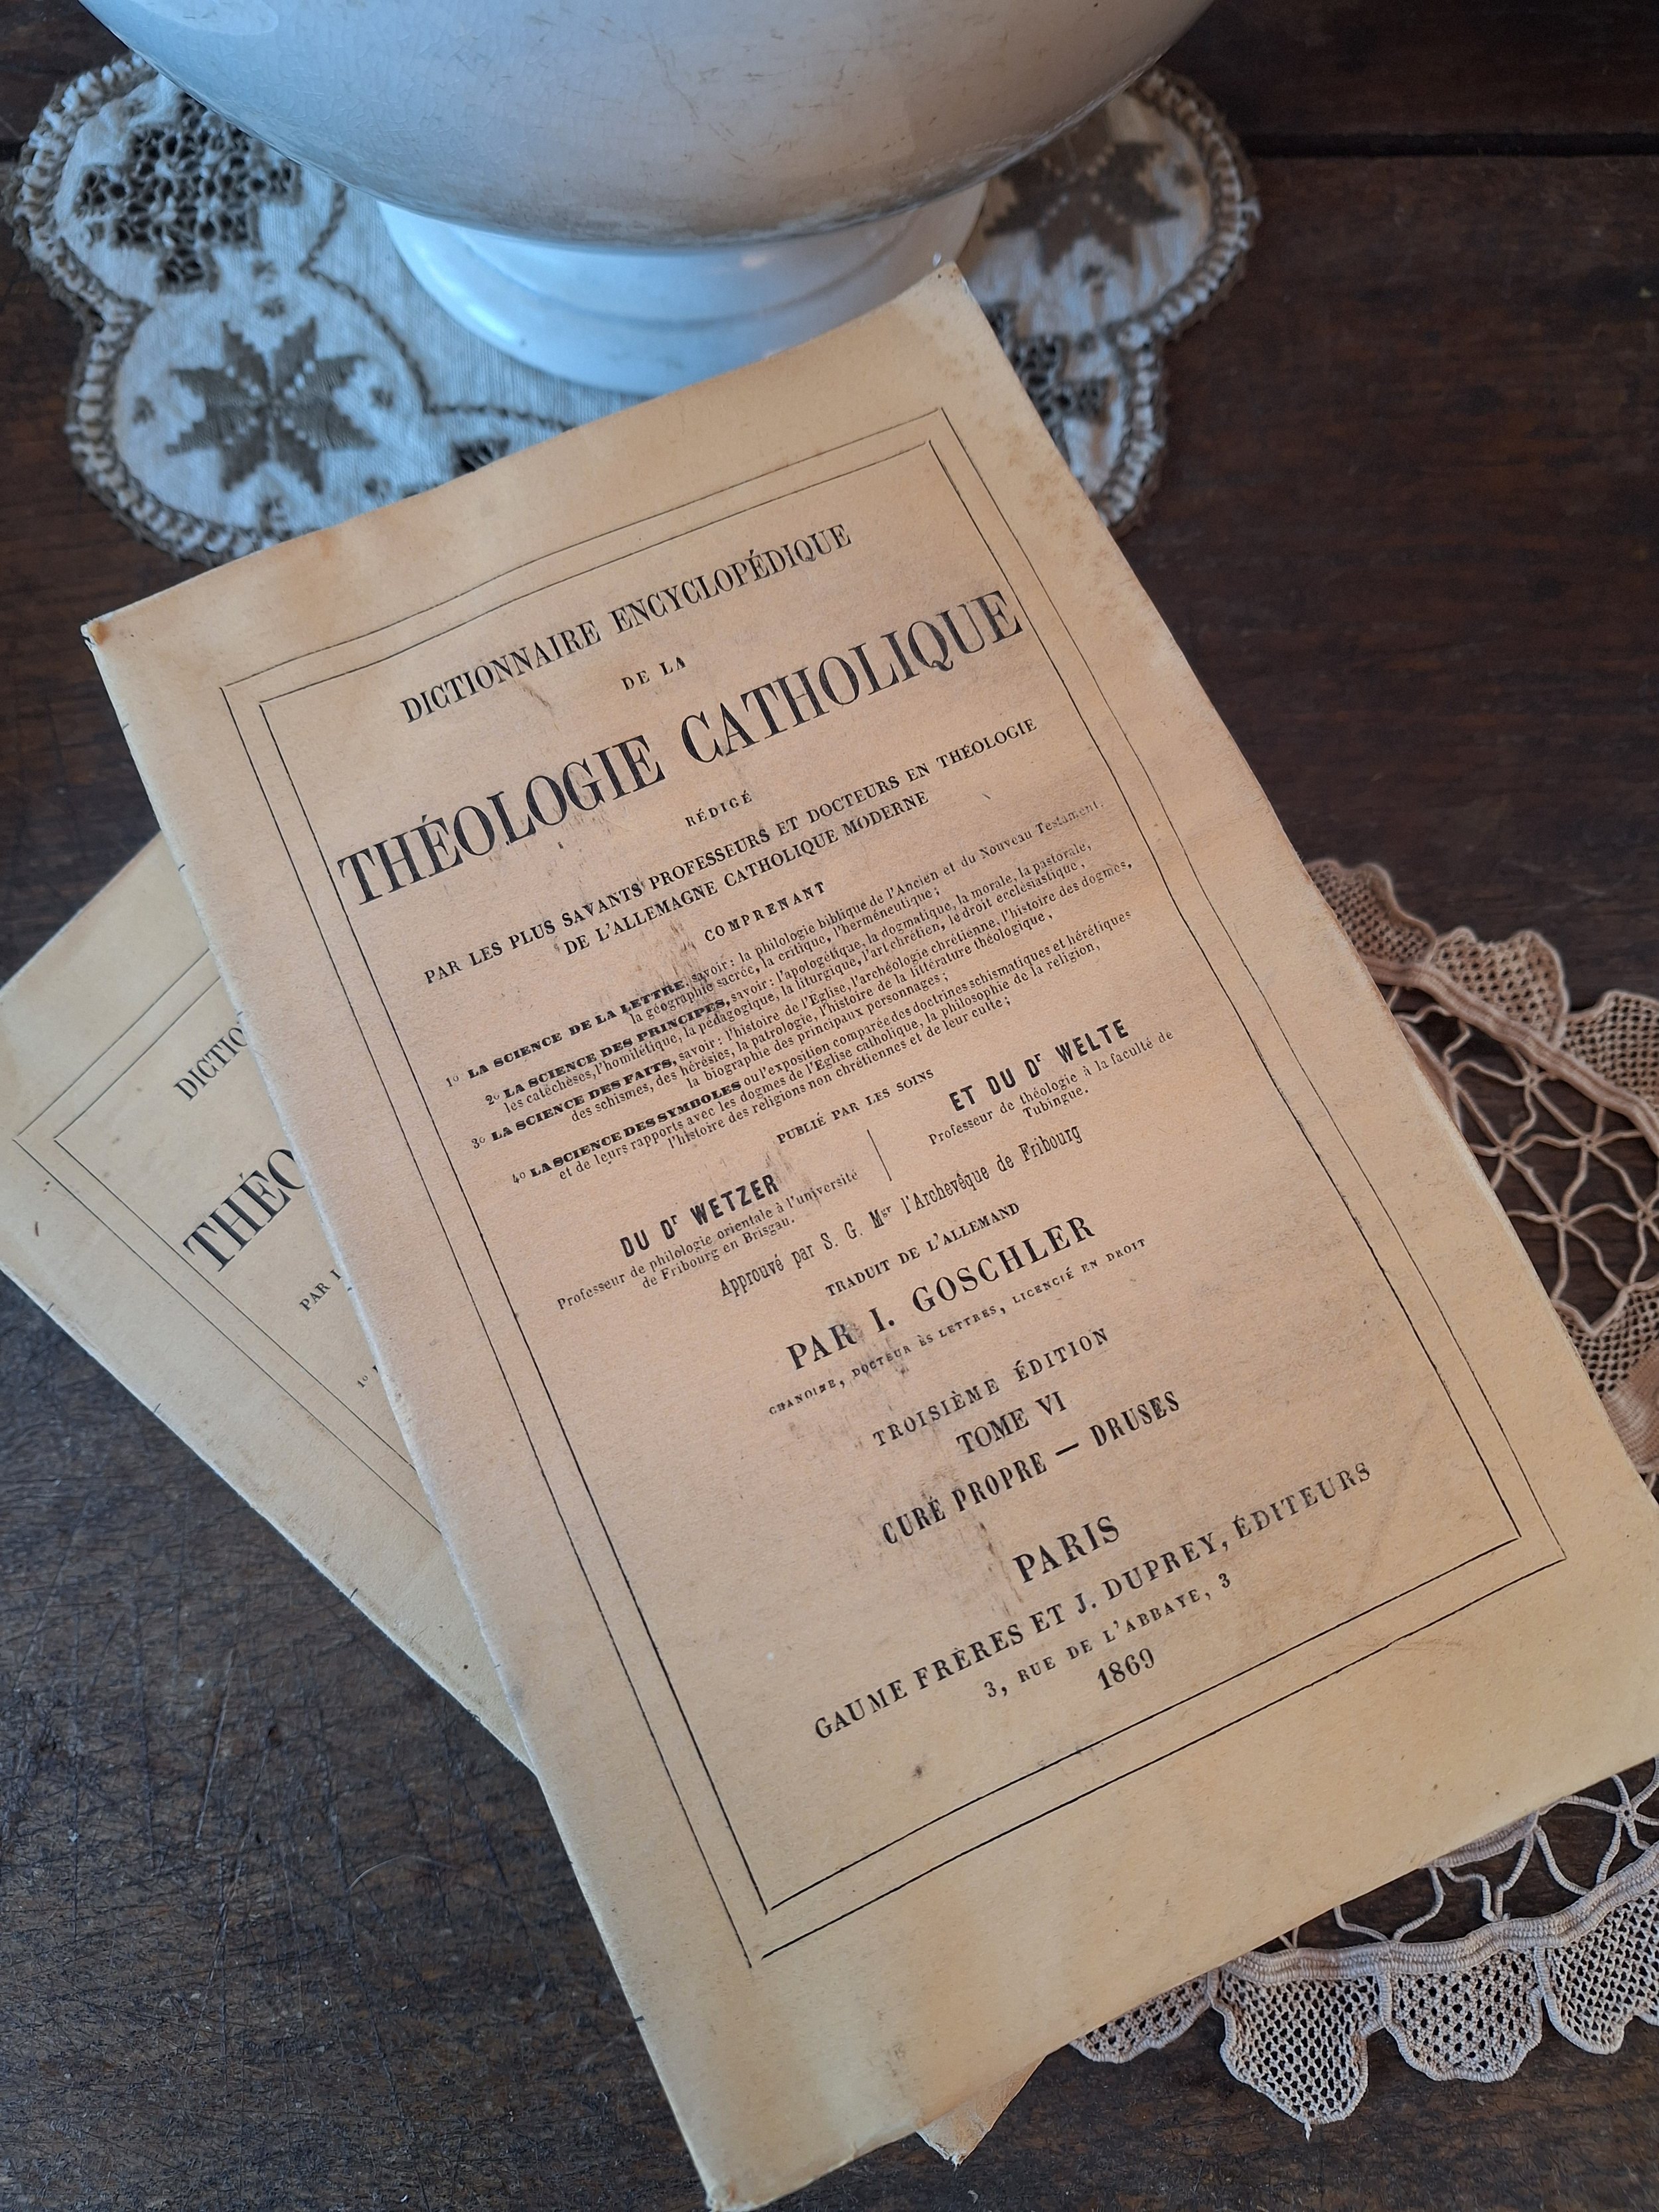 DICTIONNAIRE ENCYCLOPÉDIQUE
DE LA
THÉOLOGIE CATHOLIQUE
RÉDIGÉ
PAR LES PLUS SAVANTS PROFESSEURS ET DOCTEURS EN THÉOLOGIE
DE L'ALLEMAGNE CATHOLIQUE MODERNE
COMPRENANT
1º LA SCIENCE DE LA LETTRE, savoir : la philologie biblique de l'Ancien et du Nouveau Testament,
la géographie sacrée, la critique, l'herméneutique ;
2º LA SCIENCE DES PRINCIPES, savoir : l'apologétique, la dogmatique, la morale, la pastorale,
les catéchèses, l'homilétique, la pédagogique, la liturgique, l'art chrétien, le droit ecclésiastique ,
3º LA SCIENCE DES FAITS, savoir : l'histoire de l'Eglise, l'archéologie chrétienne, l'histoire des dogmes,
des schismes, des hérésies, la patrologie, l'histoire de la littérature théologique ,
la biographie des principaux personnages ;
4º LA SCIENCE DES SYMBOLES ou l'exposition comparée des doctrines schismatiques et hérétiques
et de leurs rapports avec les dogmes de l'Eglise catholique, la philosophie de la religion,
l'histoire des religions non chrétiennes et de leur culte ;
PUBLIÉ PAR LES SOINS
DU Dr WETZER
Professeur de philologie orientale à l'université
de Fribourg en Brisgau.
ET DU Dr WELTE
Professeur de théologie à la faculté de
Tubingue.
Approuvé par S. G. Mgr l'Archevêque de Fribourg
TRADUIT DE L'ALLEMAND
PAR I. GOSCHLER
CHANOINE, DOCTEUR ÈS LETTRES, LICENCIÉ EN DROIT
TROISIÈME ÉDITION
TOME VI
CURÉ PROPRE — DRUSES
PARIS
GAUME FRÈRES ET J. DUPREY, ÉDITEURS
3, RUE DE L'ABBAYE, 3
1869
DICTIO
THÉO
PAR
1º